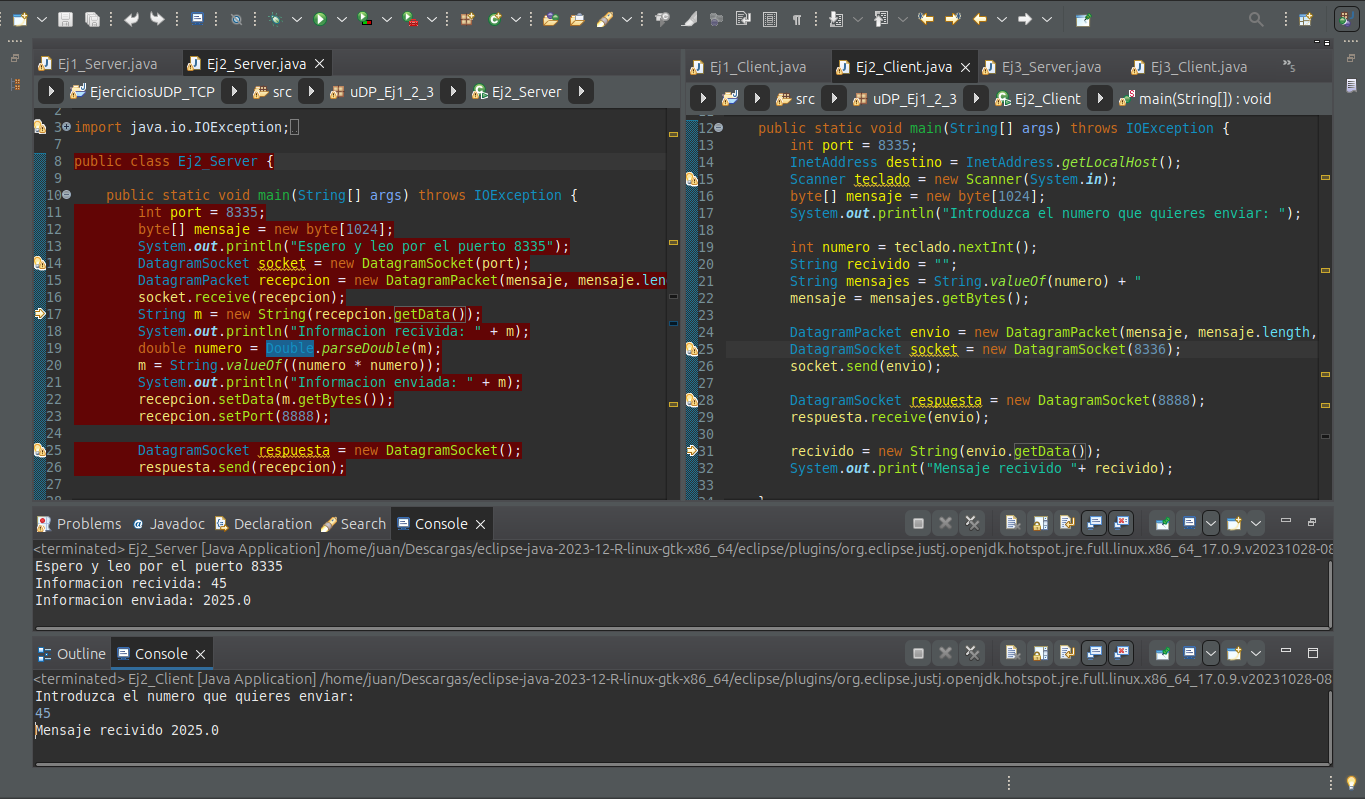 Ej1_Server.java
Ej2_Server.java
EjerciciosUDP_TCP
src
uDP_Ej1_2_3
Ej2_Server
2
3 import java.io.IOException;
7
8 public class Ej2_Server {
9
10 public static void main(String[] args) throws IOException {
11 int port = 8335;
12 byte[] mensaje = new byte[1024];
13 System.out.println("Espero y leo por el puerto 8335");
14 DatagramSocket socket = new DatagramSocket(port);
15 DatagramPacket recepcion = new DatagramPacket(mensaje, mensaje.len
16 socket.receive(recepcion);
17 String m = new String(recepcion.getData());
18 System.out.println("Informacion recivida: " + m);
19 double numero = Double.parseDouble(m);
20 m = String.valueOf((numero * numero));
21 System.out.println("Informacion enviada: " + m);
22 recepcion.setData(m.getBytes());
23 recepcion.setPort(8888);
24
25 DatagramSocket respuesta = new DatagramSocket();
26 respuesta.send(recepcion);
27
28
Ej1_Client.java
Ej2_Client.java
Ej3_Server.java
Ej3_Client.java
»5
src
uDP_Ej1_2_3
Ej2_Client
main(String[]) : void
12 public static void main(String[] args) throws IOException {
13 int port = 8335;
14 InetAddress destino = InetAddress.getLocalHost();
15 Scanner teclado = new Scanner(System.in);
16 byte[] mensaje = new byte[1024];
17 System.out.println("Introduzca el numero que quieres enviar: ");
18
19 int numero = teclado.nextInt();
20 String recivido = "";
21 String mensajes = String.valueOf(numero) + "
22 mensaje = mensajes.getBytes();
23
24 DatagramPacket envio = new DatagramPacket(mensaje, mensaje.length,
25 DatagramSocket socket = new DatagramSocket(8336);
26 socket.send(envio);
27
28 DatagramSocket respuesta = new DatagramSocket(8888);
29 respuesta.receive(envio);
30
31 recivido = new String(envio.getData());
32 System.out.print("Mensaje recivido "+ recivido);
33
34 }
Problems
Javadoc
Declaration
Search
Console
<terminated> Ej2_Server [Java Application] /home/juan/Descargas/eclipse-java-2023-12-R-linux-gtk-x86_64/eclipse/plugins/org.eclipse.justj.openjdk.hotspot.jre.full.linux.x86_64_17.0.9.v20231028-08
Espero y leo por el puerto 8335
Informacion recivida: 45
Informacion enviada: 2025.0
Outline
Console
<terminated> Ej2_Client [Java Application] /home/juan/Descargas/eclipse-java-2023-12-R-linux-gtk-x86_64/eclipse/plugins/org.eclipse.justj.openjdk.hotspot.jre.full.linux.x86_64_17.0.9.v20231028-08
Introduzca el numero que quieres enviar:
45
Mensaje recivido 2025.0